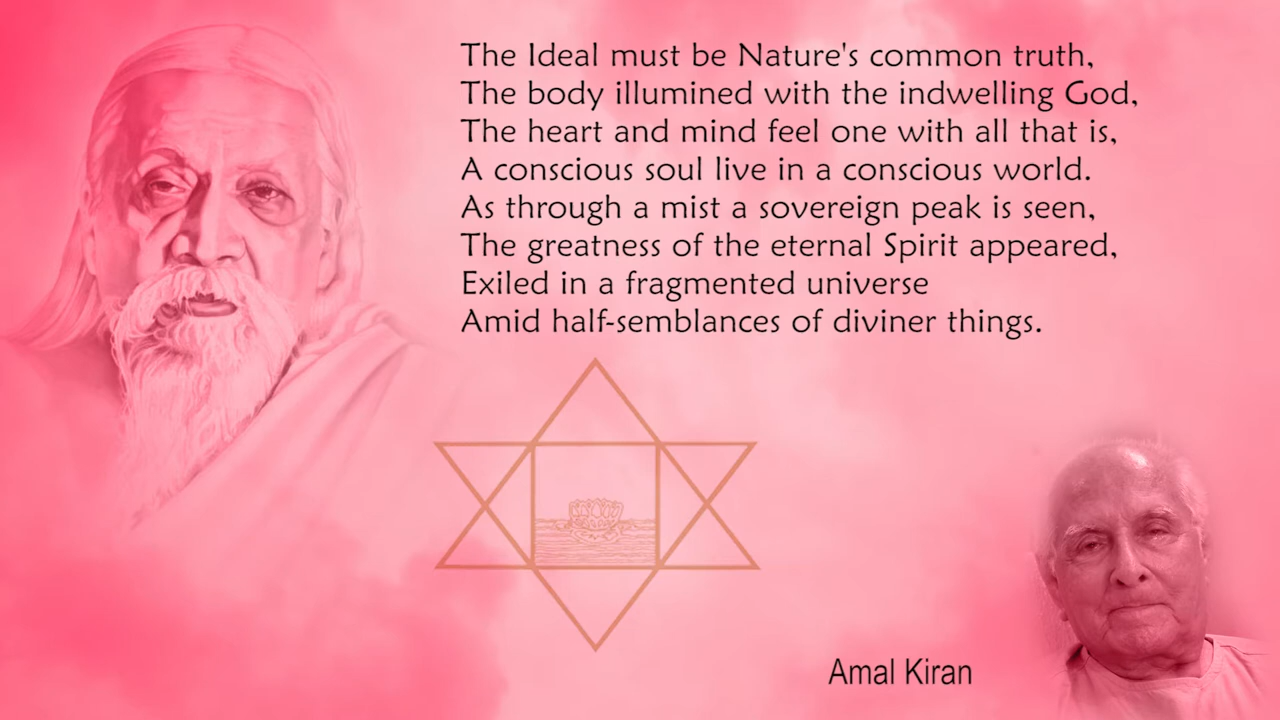 The Ideal must be Nature's common truth,
The body illumined with the indwelling God,
The heart and mind feel one with all that is,
A conscious soul live in a conscious world.
As through a mist a sovereign peak is seen,
The greatness of the eternal Spirit appeared,
Exiled in a fragmented universe
Amid half-semblances of diviner things.
Amal Kiran